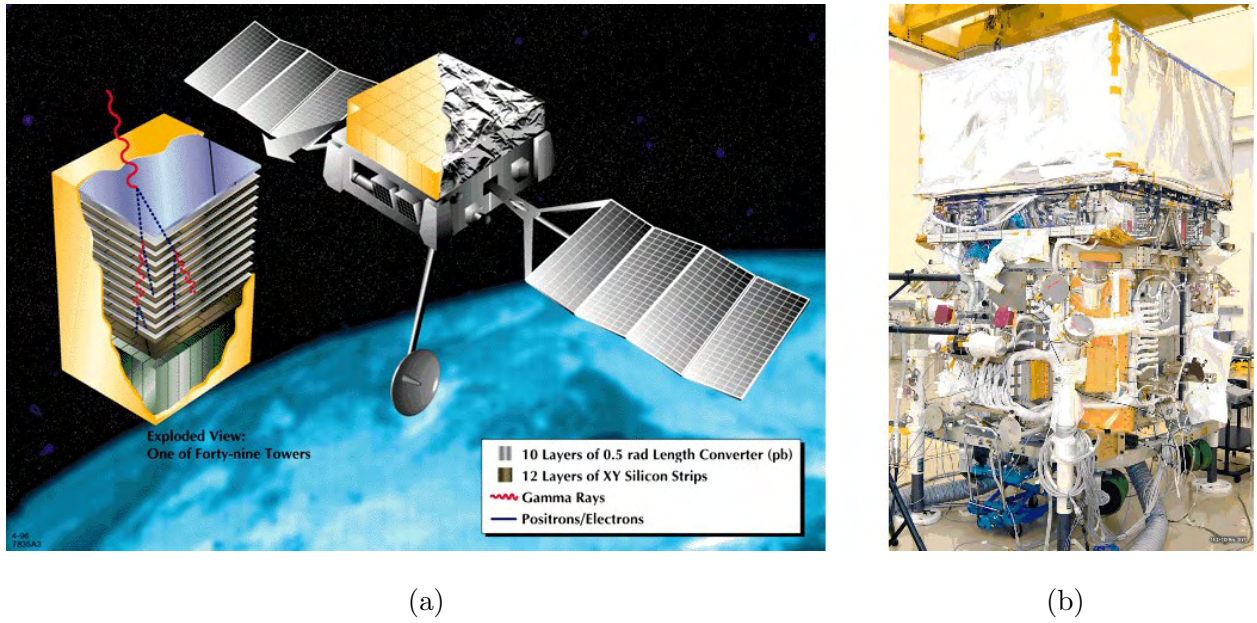 Exploded View:
One of Forty-nine Towers
10 Layers of 0.5 rad Length Converter (pb)
12 Layers of XY Silicon Strips
Gamma Rays
Positrons/Electrons
4-96
7835A3
(a)
(b)